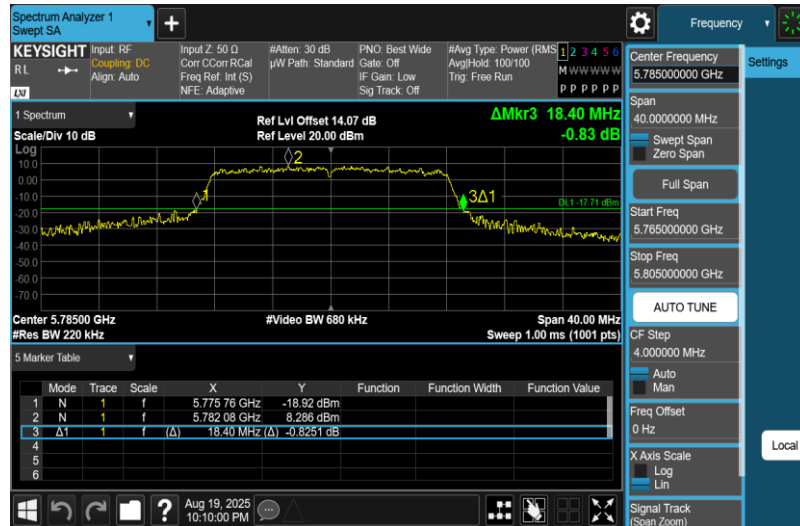 Spectrum Analyzer 1
Swept SA
+
Frequency
KEYSIGHT
RL
LXI
Input: RF
Coupling: DC
Align: Auto
Input Z: 50 Ω
Corr CCorr RCal
Freq Ref: Int (S)
NFE: Adaptive
#Atten: 30 dB
µW Path: Standard
PNO: Best Wide
Gate: Off
IF Gain: Low
Sig Track: Off
#Avg Type: Power (RMS
Avg|Hold: 100/100
Trig: Free Run
1 2 3 4 5 6
M W W W W W
P P P P P P
1 Spectrum
Scale/Div 10 dB
Ref Lvl Offset 14.07 dB
Ref Level 20.00 dBm
ΔMkr3 18.40 MHz
-0.83 dB
Log
10.0
0.00
-10.0
-20.0
-30.0
-40.0
-50.0
-60.0
-70.0
1
2
3Δ1
DL1 -17.71 dBm
Center 5.78500 GHz
#Res BW 220 kHz
#Video BW 680 kHz
Span 40.00 MHz
Sweep 1.00 ms (1001 pts)
5 Marker Table
Mode Trace Scale X Y Function Function Width Function Value
1 N 1 f 5.775 76 GHz -18.92 dBm
2 N 1 f 5.782 08 GHz 8.286 dBm
3 Δ1 1 f (Δ) 18.40 MHz (Δ) -0.8251 dB
4
5
6
Aug 19, 2025
10:10:00 PM
?
Center Frequency
5.785000000 GHz
Span
40.0000000 MHz
Swept Span
Zero Span
Full Span
Start Freq
5.765000000 GHz
Stop Freq
5.805000000 GHz
AUTO TUNE
CF Step
4.000000 MHz
Auto
Man
Freq Offset
0 Hz
X Axis Scale
Log
Lin
Signal Track
(Span Zoom)
Settings
Local